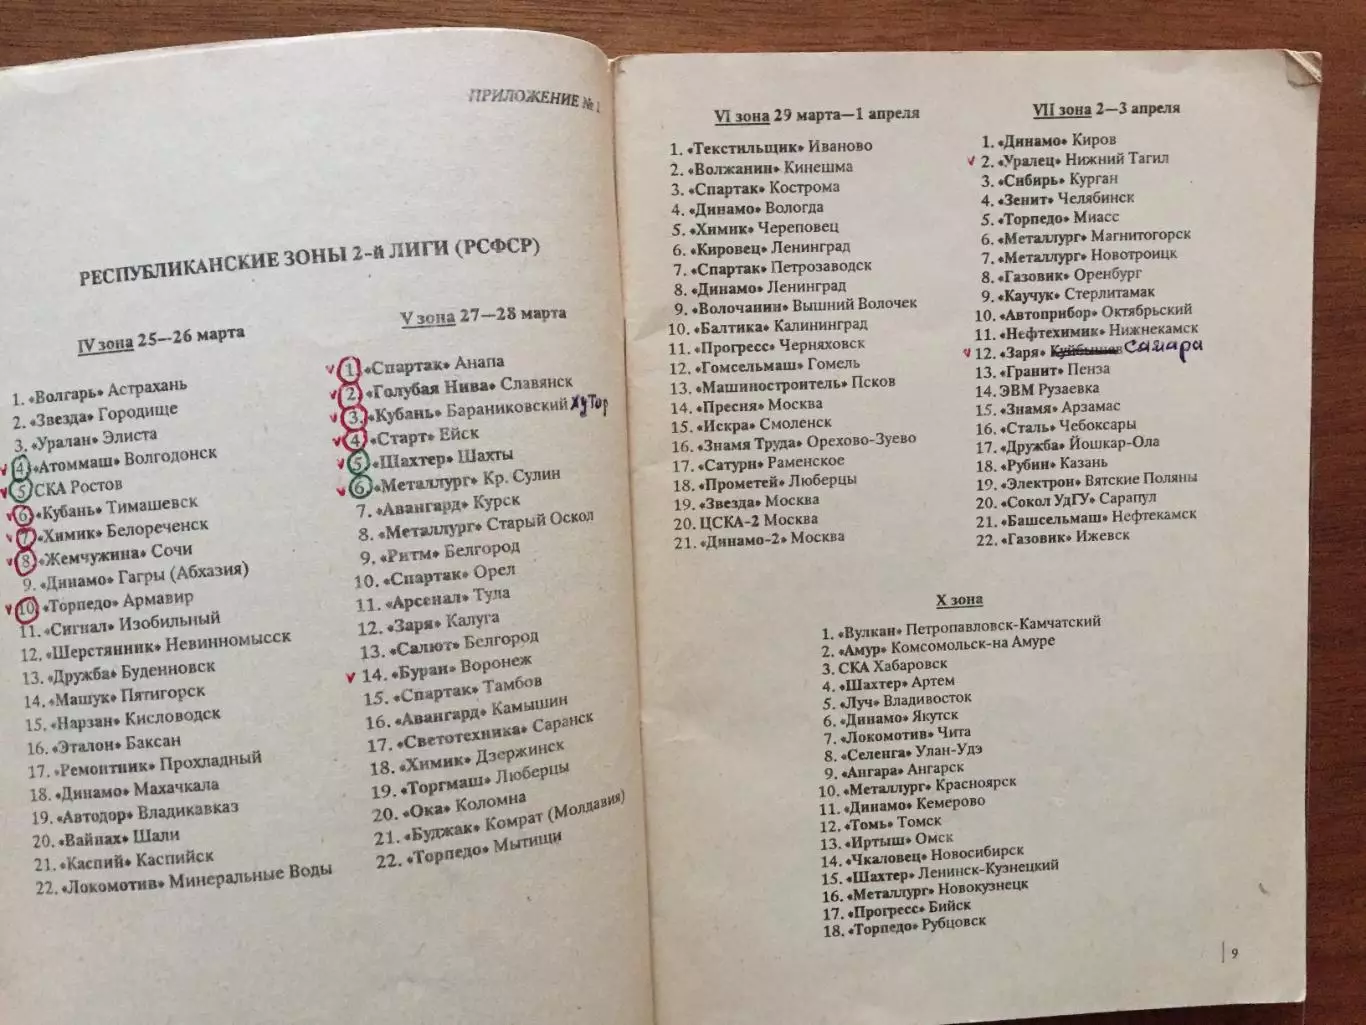 ПРИЛОЖЕНИЕ № 1
РЕСПУБЛИКАНСКИЕ ЗОНЫ 2-й ЛИГИ (РСФСР)
IV зона 25—26 марта
1. «Волгарь» Астрахань
2. «Звезда» Городище
3. «Уралан» Элиста
4. «Атоммаш» Волгодонск
5. СКА Ростов
6. «Кубань» Тимашевск
7. «Химик» Белореченск
8. «Жемчужина» Сочи
9. «Динамо» Гагры (Абхазия)
10. «Торпедо» Армавир
11. «Сигнал» Изобильный
12. «Шерстянник» Невинномысск
13. «Дружба» Буденновск
14. «Машук» Пятигорск
15. «Нарзан» Кисловодск
16. «Эталон» Баксан
17. «Ремонтник» Прохладный
18. «Динамо» Махачкала
19. «Автодор» Владикавказ
20. «Вайнах» Шали
21. «Каспий» Каспийск
22. «Локомотив» Минеральные Воды
V зона 27—28 марта
1. «Спартак» Анапа
2. «Голубая Нива» Славянск
3. «Кубань» Бараниковский хутор
4. «Старт» Ейск
5. «Шахтер» Шахты
6. «Металлург» Кр. Сулин
7. «Авангард» Курск
8. «Металлург» Старый Оскол
9. «Ритм» Белгород
10. «Спартак» Орел
11. «Арсенал» Тула
12. «Заря» Калуга
13. «Салют» Белгород
14. «Буран» Воронеж
15. «Спартак» Тамбов
16. «Авангард» Камышин
17. «Светотехника» Саранск
18. «Химик» Дзержинск
19. «Торгмаш» Люберцы
20. «Ока» Коломна
21. «Буджак» Комрат (Молдавия)
22. «Торпедо» Мытищи
VI зона 29 марта—1 апреля
1. «Текстильщик» Иваново
2. «Волжанин» Кинешма
3. «Спартак» Кострома
4. «Динамо» Вологда
5. «Химик» Череповец
6. «Кировец» Ленинград
7. «Спартак» Петрозаводск
8. «Динамо» Ленинград
9. «Волочанин» Вышний Волочек
10. «Балтика» Калининград
11. «Прогресс» Черняховск
12. «Гомсельмаш» Гомель
13. «Машиностроитель» Псков
14. «Пресня» Москва
15. «Искра» Смоленск
16. «Знамя Труда» Орехово-Зуево
17. «Сатурн» Раменское
18. «Прометей» Люберцы
19. «Звезда» Москва
20. ЦСКА-2 Москва
21. «Динамо-2» Москва
VII зона 2—3 апреля
1. «Динамо» Киров
2. «Уралец» Нижний Тагил
3. «Сибирь» Курган
4. «Зенит» Челябинск
5. «Торпедо» Миасс
6. «Металлург» Магнитогорск
7. «Металлург» Новотроицк
8. «Газовик» Оренбург
9. «Каучук» Стерлитамак
10. «Автоприбор» Октябрьский
11. «Нефтехимик» Нижнекамск
12. «Заря» Куйбышев Самара
13. «Гранит» Пенза
14. ЭВМ Рузаевка
15. «Знамя» Арзамас
16. «Сталь» Чебоксары
17. «Дружба» Йошкар-Ола
18. «Рубин» Казань
19. «Электрон» Вятские Поляны
20. «Сокол УдГУ» Сарапул
21. «Башсельмаш» Нефтекамск
22. «Газовик» Ижевск
X зона
1. «Вулкан» Петропавловск-Камчатский
2. «Амур» Комсомольск-на Амуре
3. СКА Хабаровск
4. «Шахтер» Артем
5. «Луч» Владивосток
6. «Динамо» Якутск
7. «Локомотив» Чита
8. «Селенга» Улан-Удэ
9. «Ангара» Ангарск
10. «Металлург» Красноярск
11. «Динамо» Кемерово
12. «Томь» Томск
13. «Иртыш» Омск
14. «Чкаловец» Новосибирск
15. «Шахтер» Ленинск-Кузнецкий
16. «Металлург» Новокузнецк
17. «Прогресс» Бийск
18. «Торпедо» Рубцовск
9